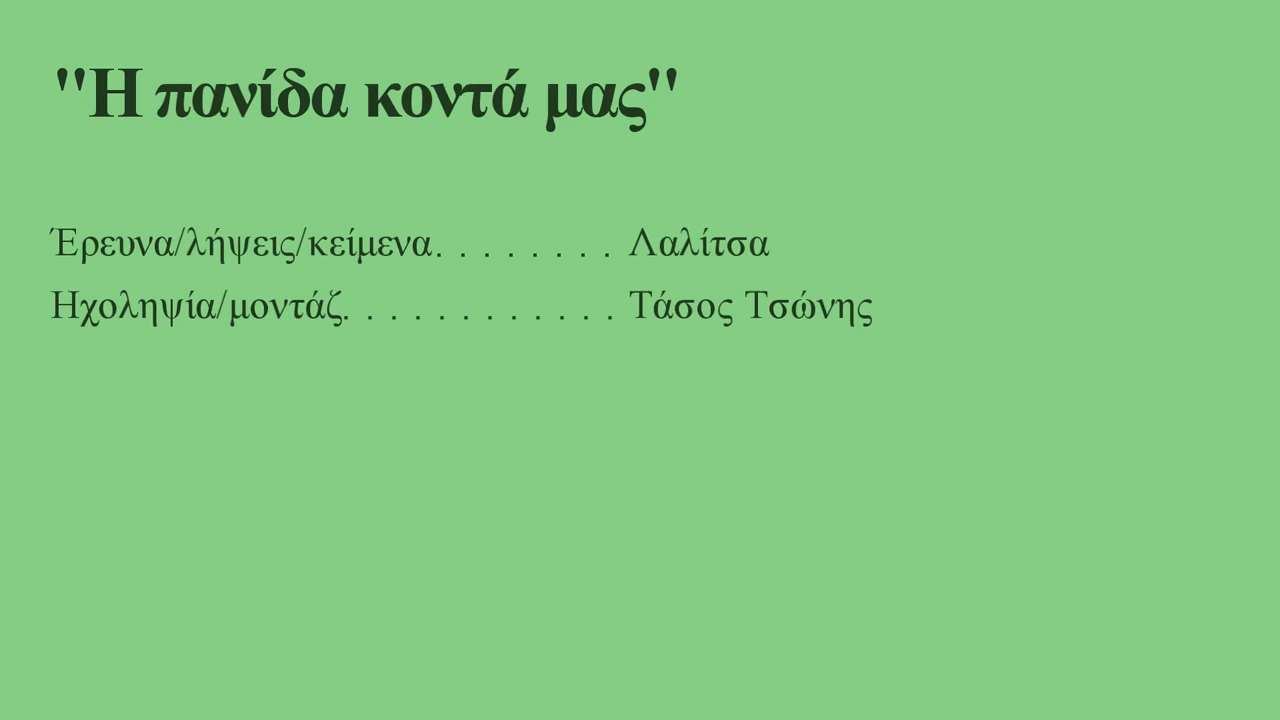 "Η πανίδα κοντά μας"
Έρευνα/λήψεις/κείμενα. . . . . . . . Λαλίτσα
Ηχοληψία/μοντάζ. . . . . . . . . . . . Τάσος Τσώνης